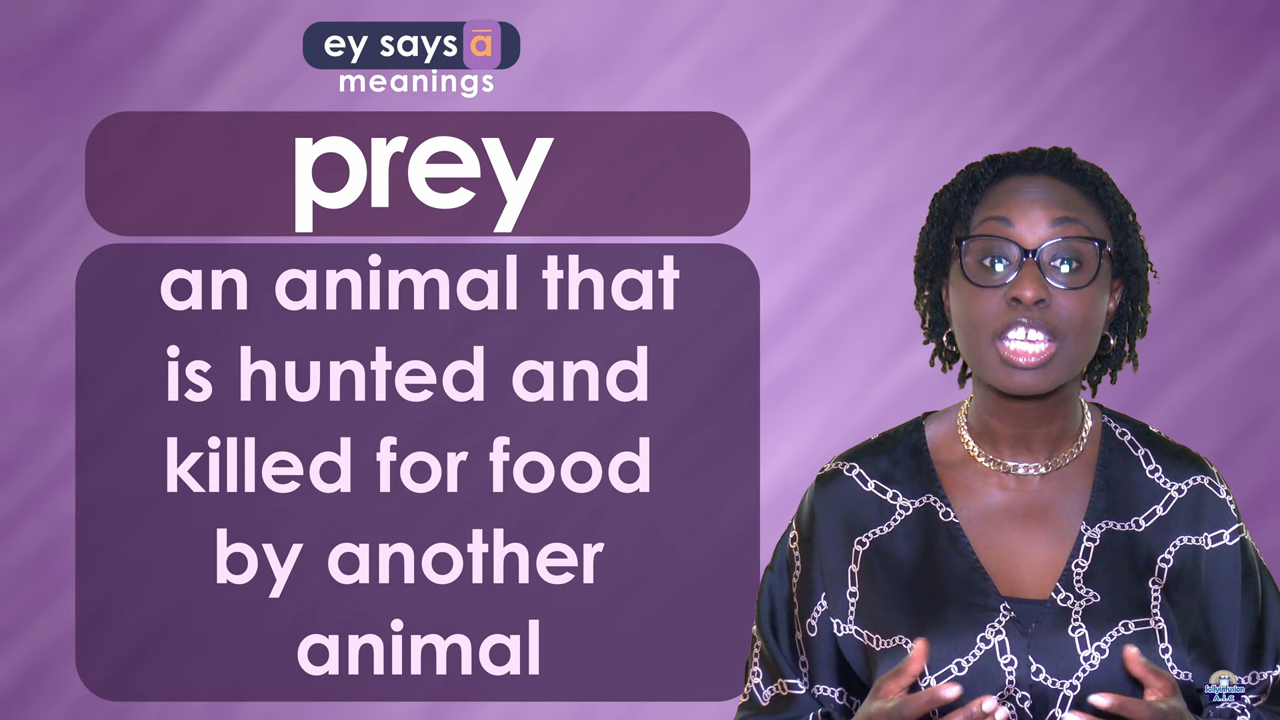 ey says ā
meanings
prey
an animal that
is hunted and
killed for food
by another
animal